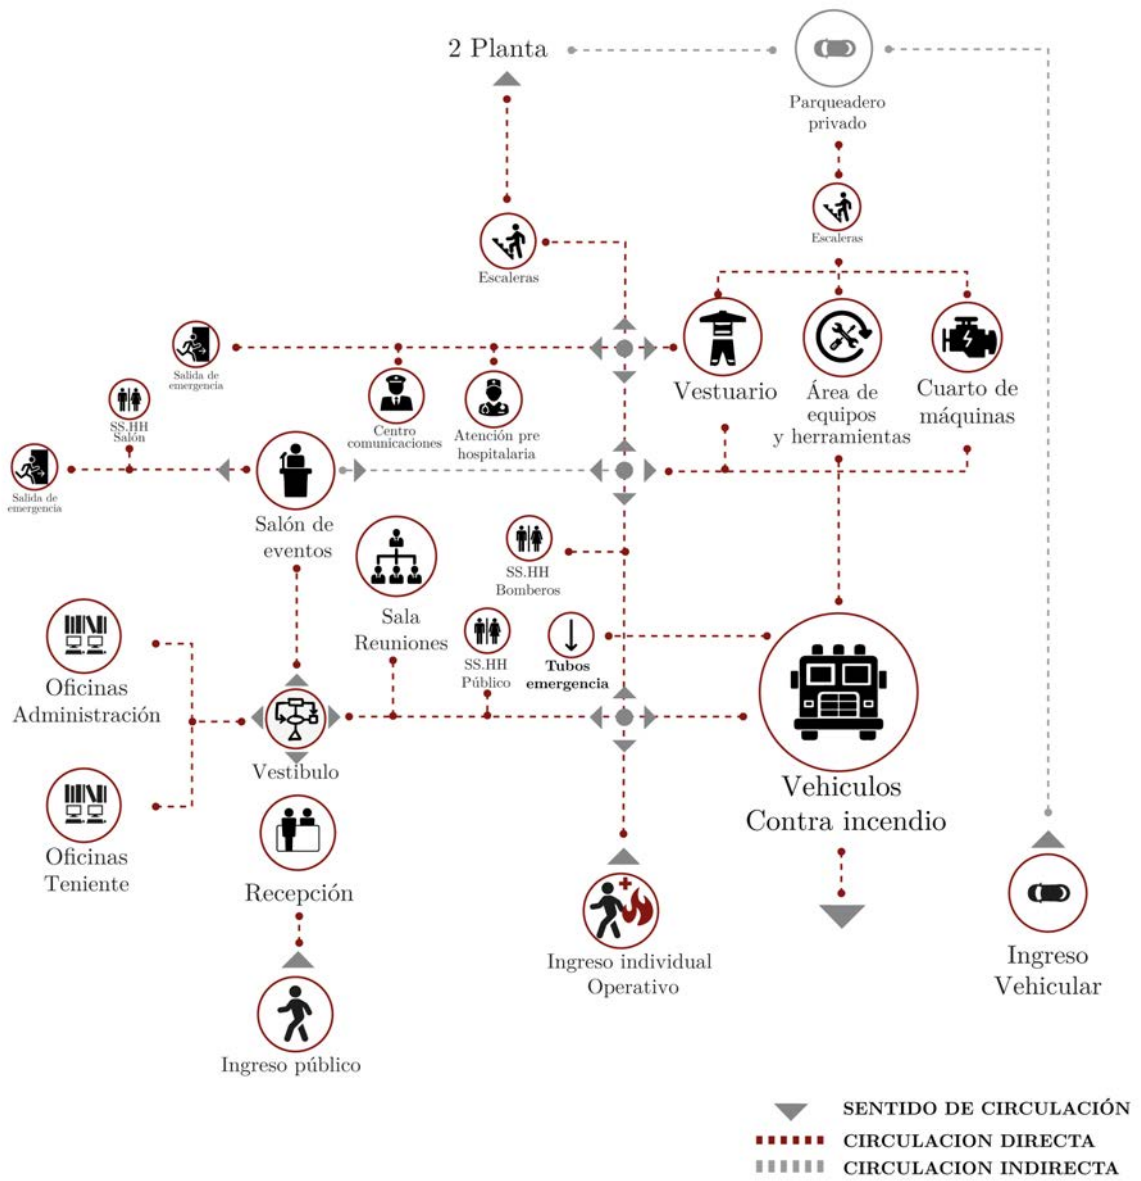 2 Planta
Parqueadero
privado
Escaleras
Escaleras
Salida de
emergencia
SS.HH
Salón
Centro
comunicaciones
Atención pre
hospitalaria
Vestuario
Área de
equipos
y herramientas
Cuarto de
máquinas
Salida de
emergencia
Salón de
eventos
Sala
Reuniones
SS.HH
Bomberos
SS.HH
Público
Tubos
emergencia
Oficinas
Administración
Vestibulo
Vehiculos
Contra incendio
Oficinas
Teniente
Recepción
Ingreso individual
Operativo
Ingreso
Vehicular
Ingreso público
SENTIDO DE CIRCULACIÓN
CIRCULACION DIRECTA
CIRCULACION INDIRECTA